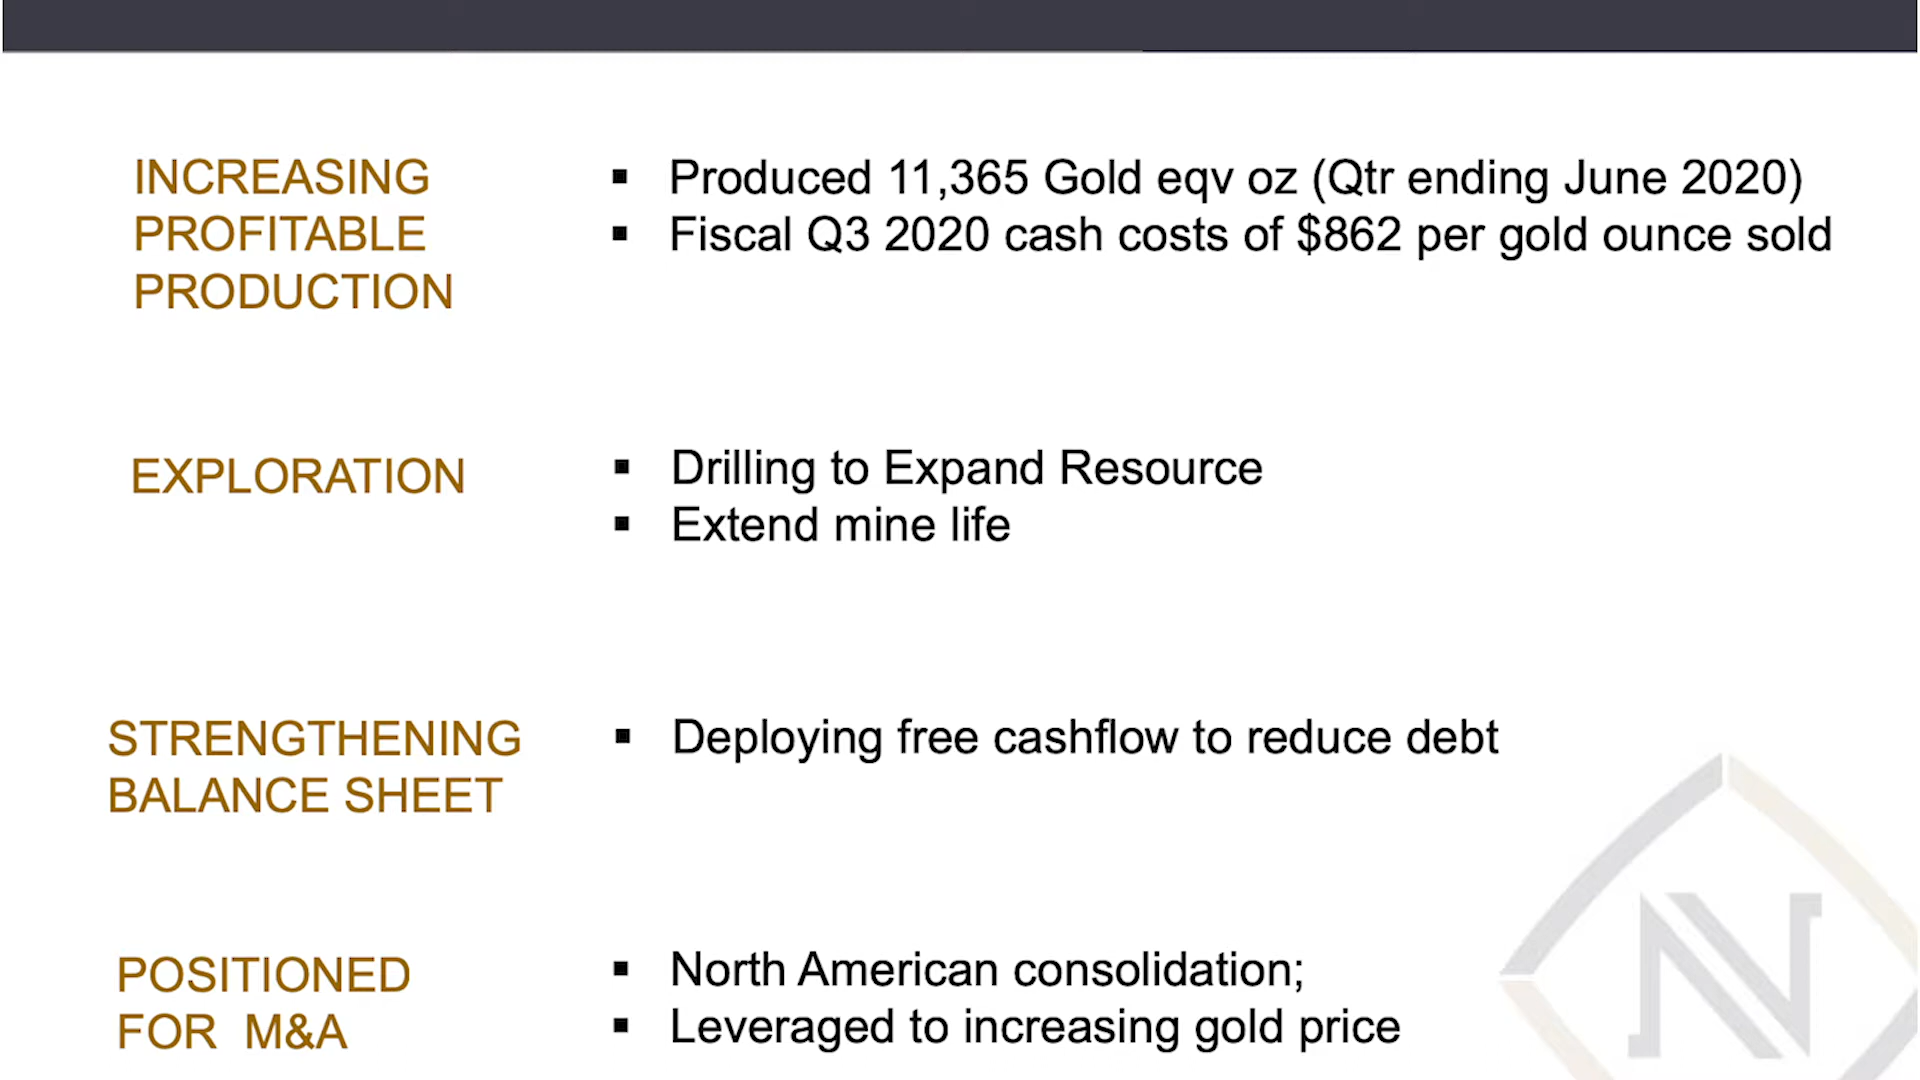 INCREASING
PROFITABLE
PRODUCTION
▪ Produced 11,365 Gold eqv oz (Qtr ending June 2020)
▪ Fiscal Q3 2020 cash costs of $862 per gold ounce sold
EXPLORATION
▪ Drilling to Expand Resource
▪ Extend mine life
STRENGTHENING
BALANCE SHEET
▪ Deploying free cashflow to reduce debt
POSITIONED
FOR M&A
▪ North American consolidation;
▪ Leveraged to increasing gold price